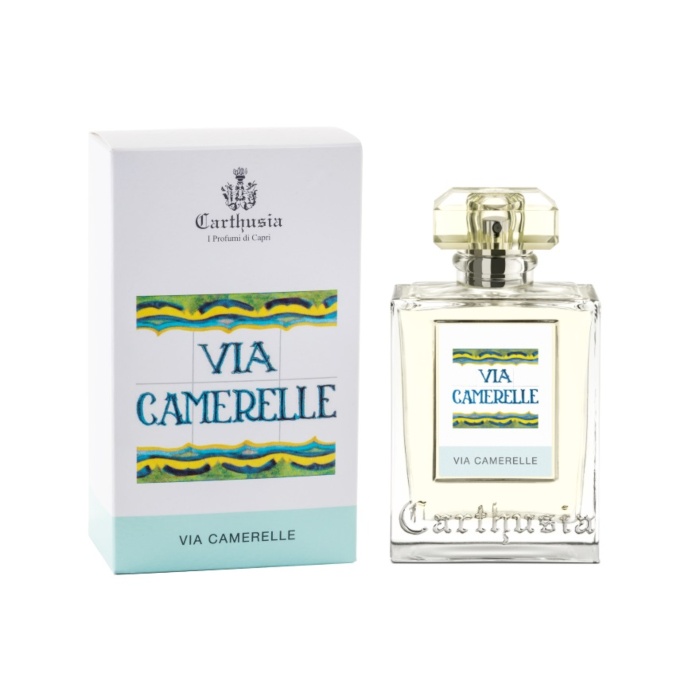 Carthusia
I Profumi di Capri
VIA
CAMERELLE
VIA CAMERELLE
VIA
CAMERELLE
VIA CAMERELLE
Carthusia